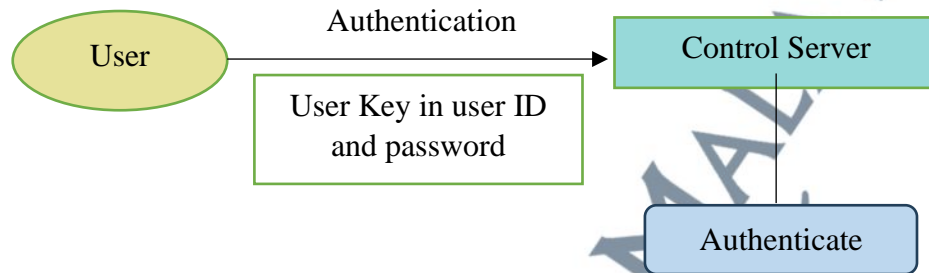 Authentication
User
Control Server
User Key in user ID
and password
Authenticate